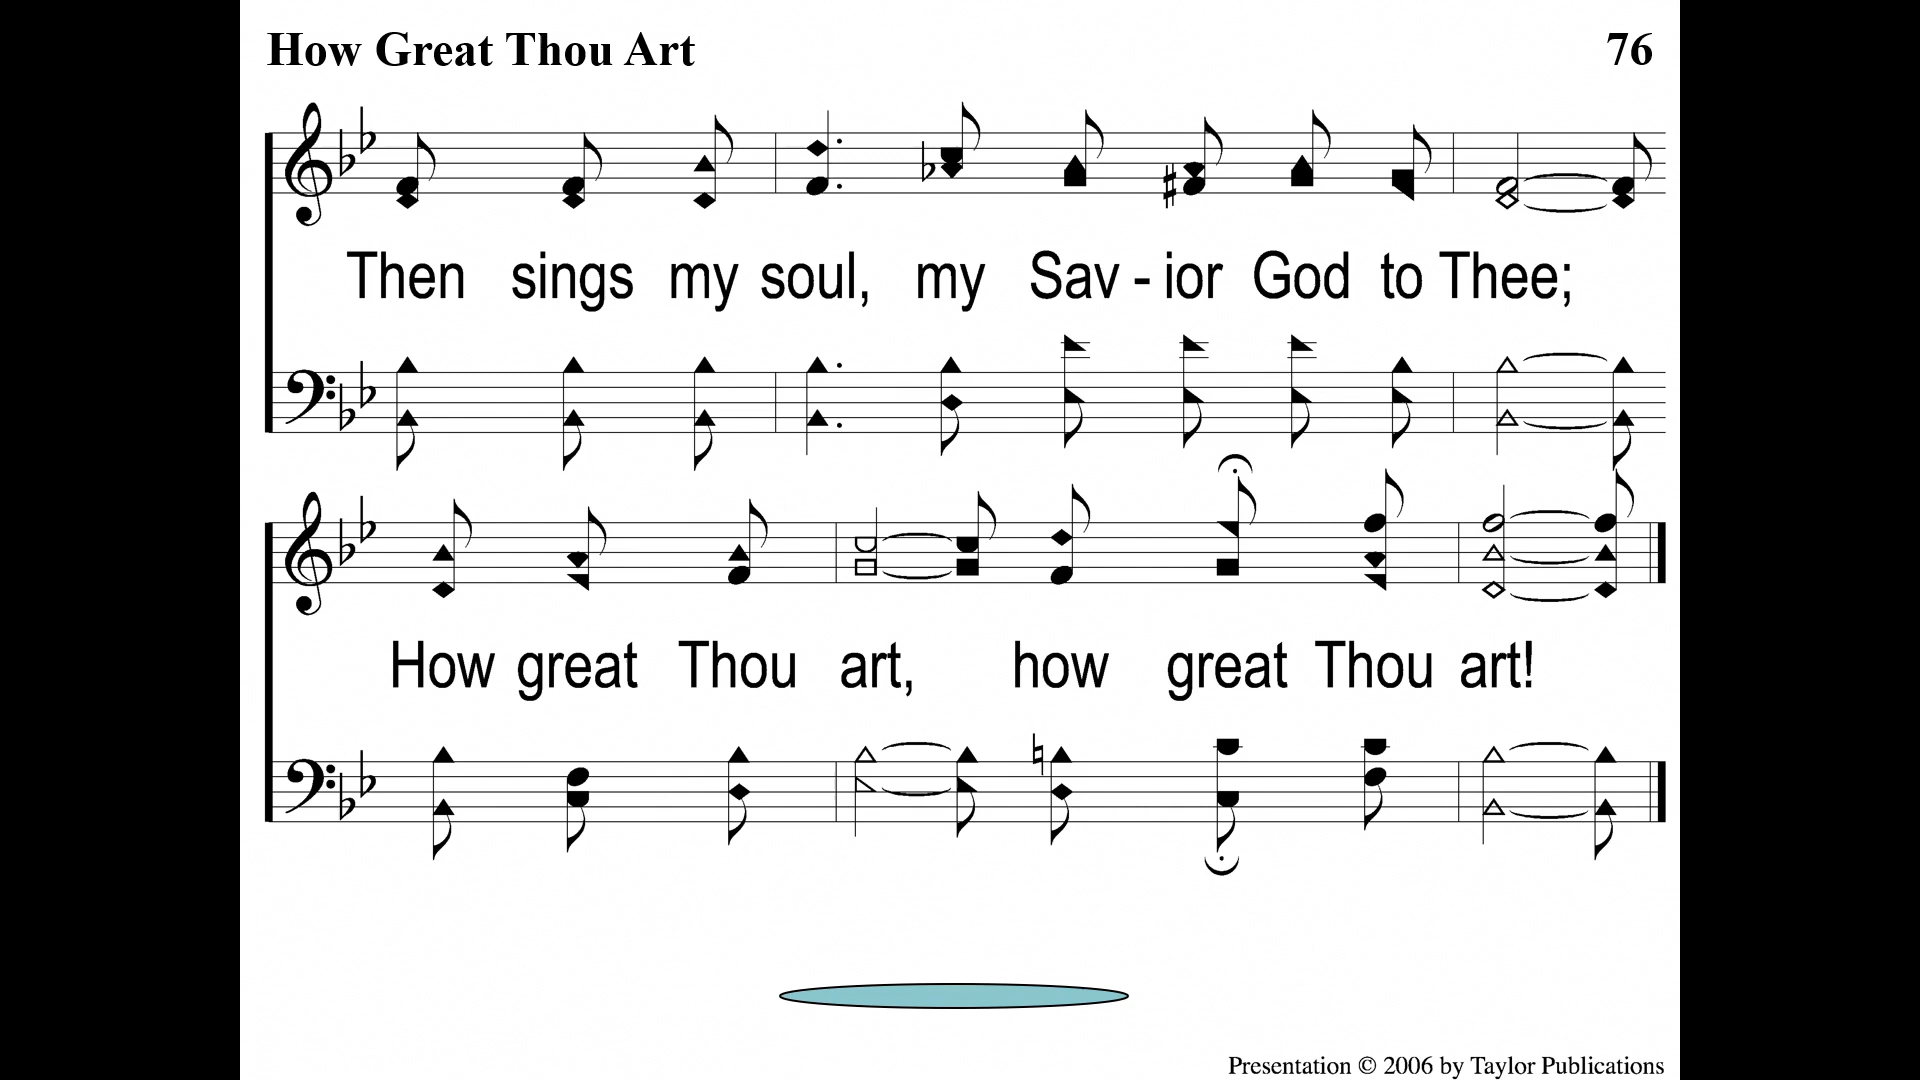 How Great Thou Art 76
Then sings my soul, my Sav - ior God to Thee;
How great Thou art, how great Thou art!
Presentation © 2006 by Taylor Publications